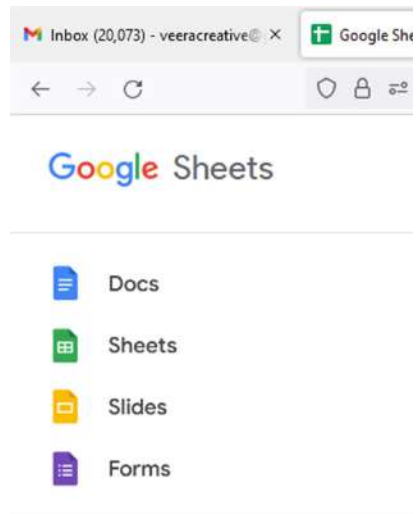 Inbox (20,073) - veeracreative@ × Google She
Google Sheets
Docs
Sheets
Slides
Forms